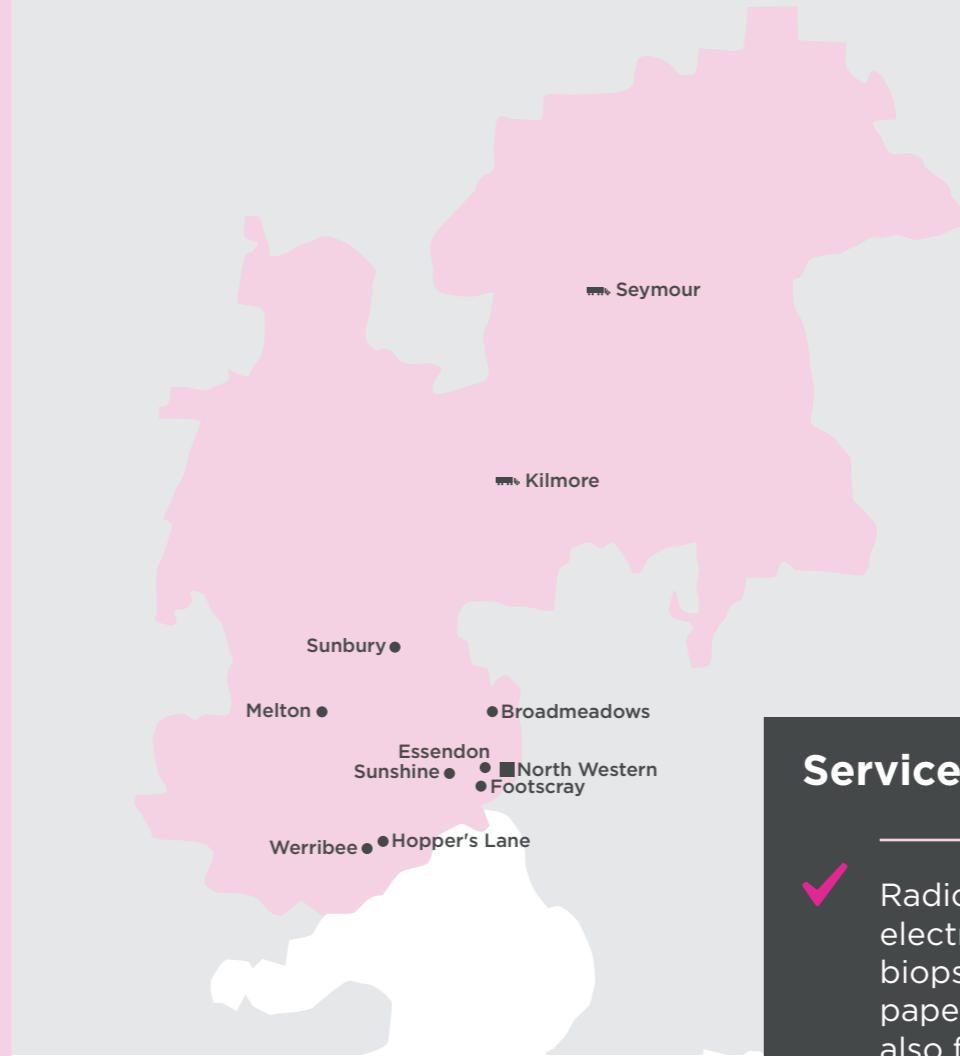 Seymour
Kilmore
Sunbury
Melton
Broadmeadows
Essendon
Sunshine
North Western
Footscray
Hopper's Lane
Werribee
Service